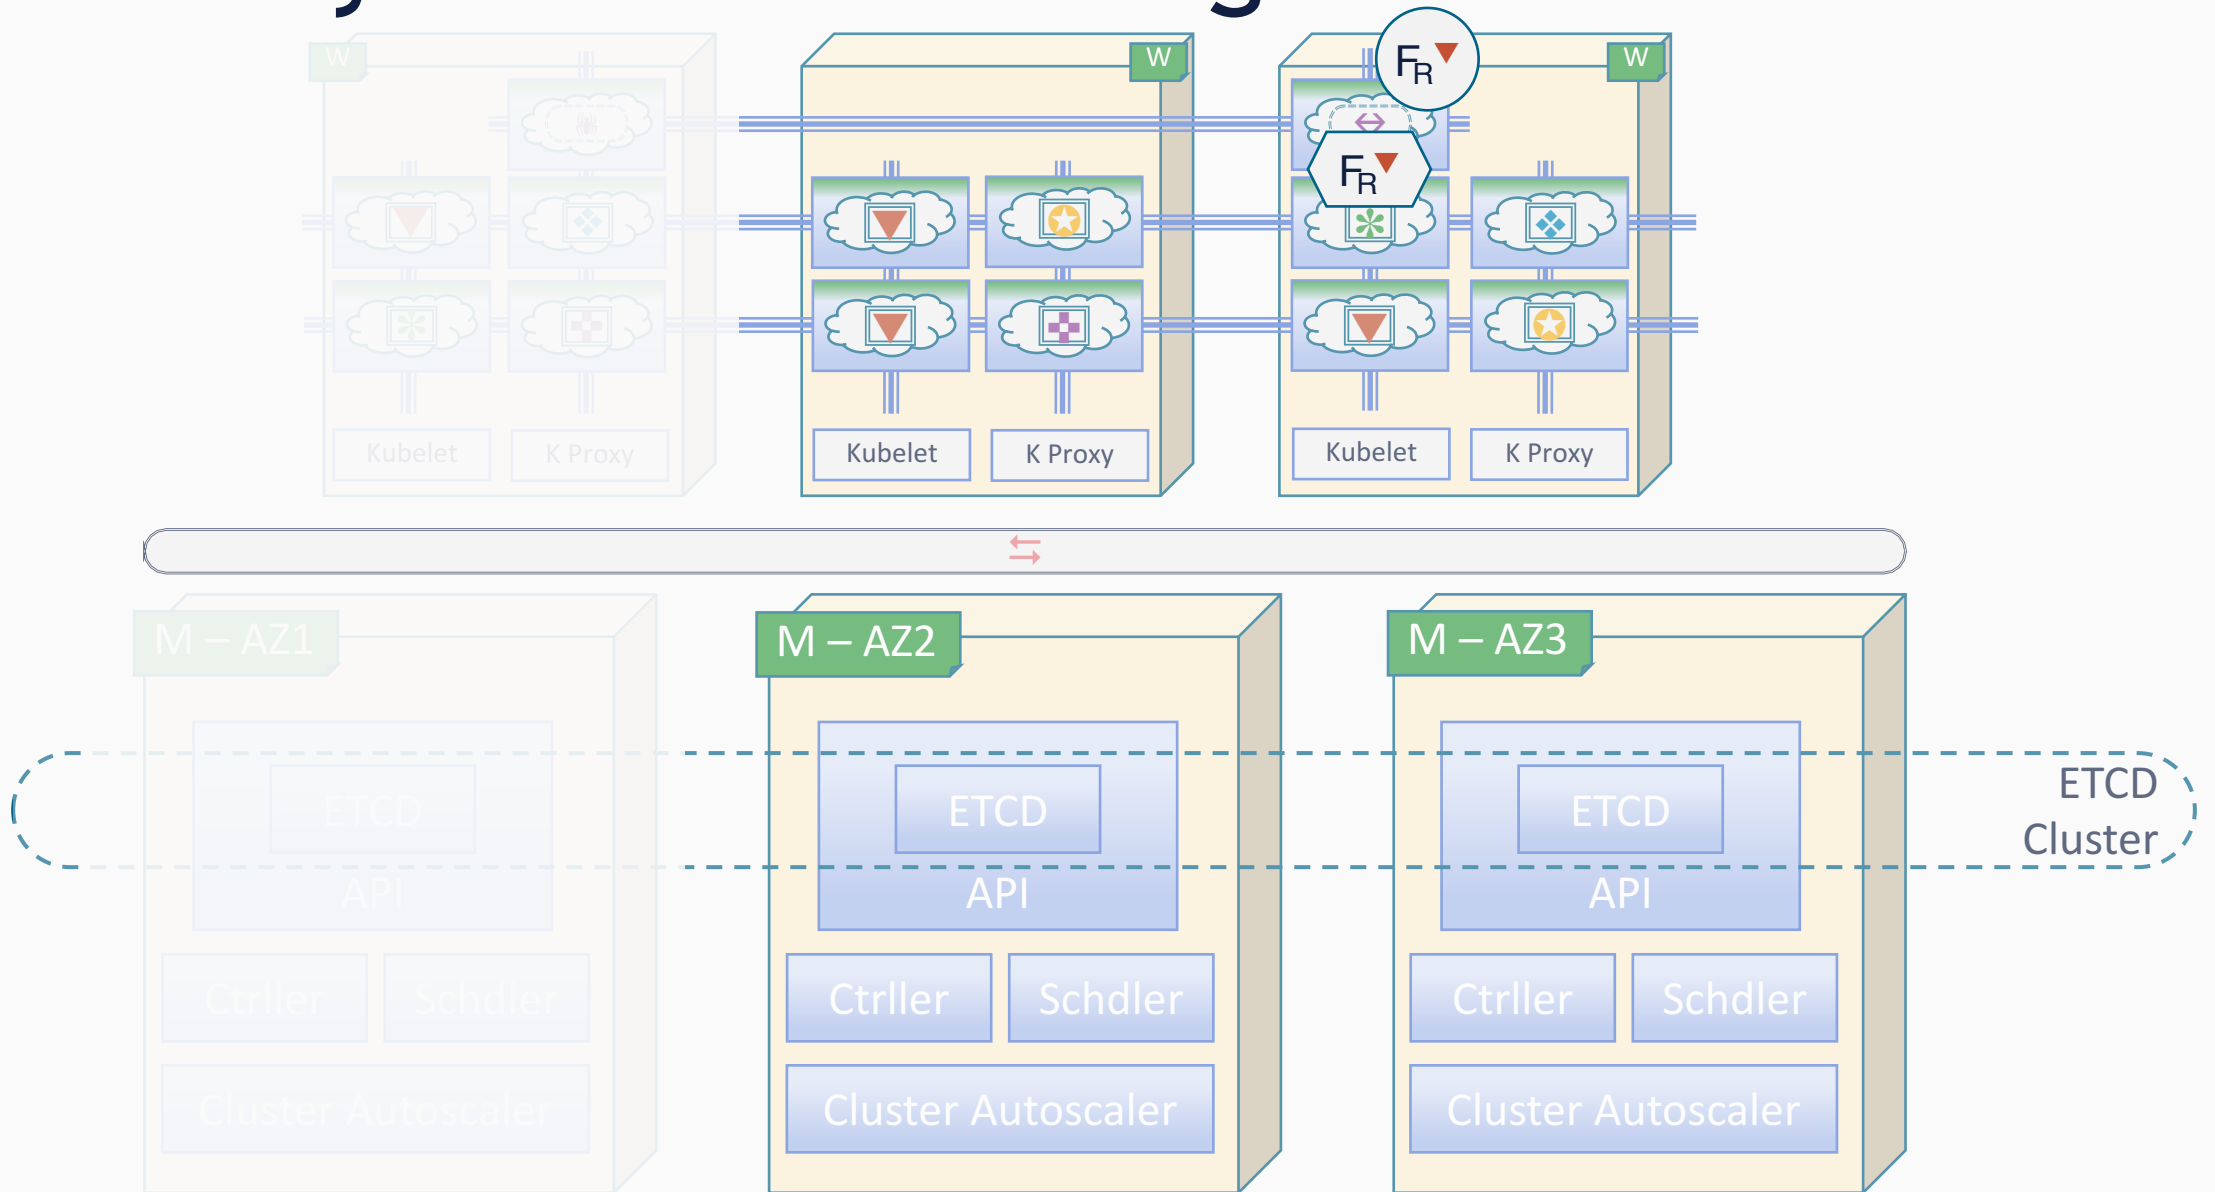 W
W
W
FR
FR
Kubelet
K Proxy
Kubelet
K Proxy
Kubelet
K Proxy
M – AZ1
M – AZ2
M – AZ3
ETCD
API
Ctrller
Schdler
Cluster Autoscaler
ETCD
API
Ctrller
Schdler
Cluster Autoscaler
ETCD
API
Ctrller
Schdler
Cluster Autoscaler
ETCD
Cluster